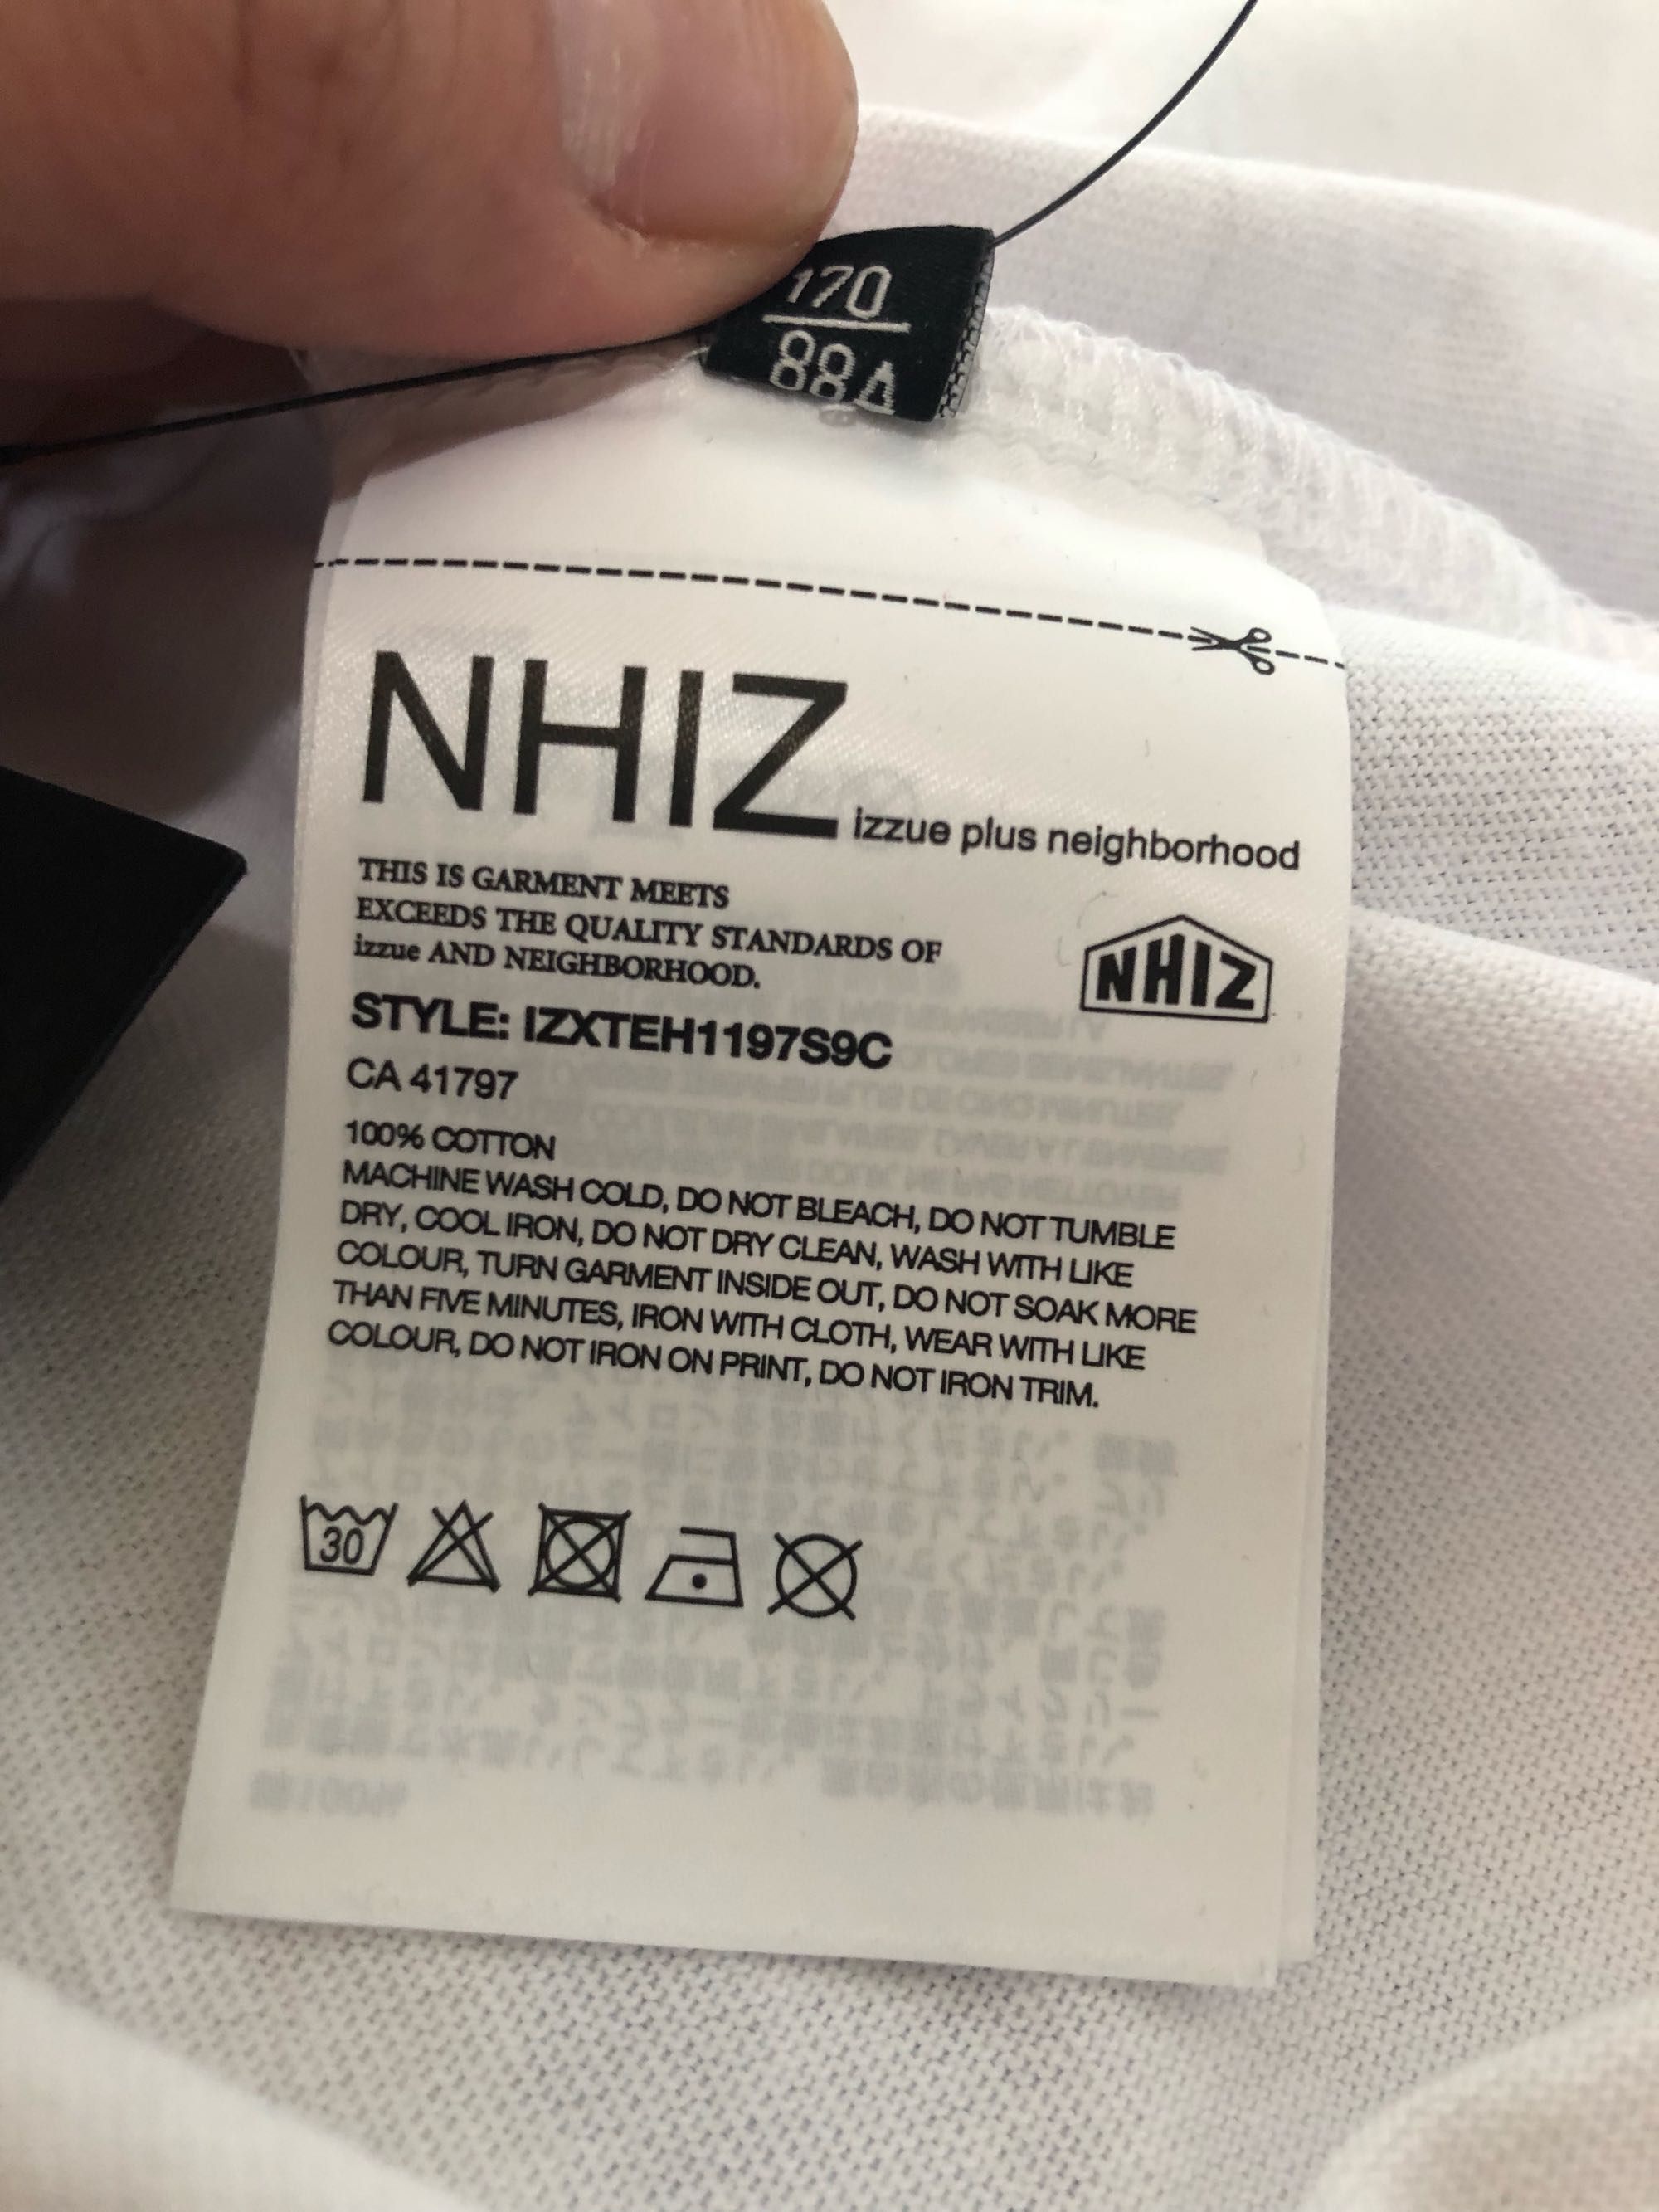 170
88A
NHIZ izzue plus neighborhood
THIS IS GARMENT MEETS
EXCEEDS THE QUALITY STANDARDS OF
izzue AND NEIGHBORHOOD.
NHIZ
STYLE: IZXTEH1197S9C
CA 41797
100% COTTON
MACHINE WASH COLD, DO NOT BLEACH, DO NOT TUMBLE
DRY, COOL IRON, DO NOT DRY CLEAN, WASH WITH LIKE
COLOUR, TURN GARMENT INSIDE OUT, DO NOT SOAK MORE
THAN FIVE MINUTES, IRON WITH CLOTH, WEAR WITH LIKE
COLOUR, DO NOT IRON ON PRINT, DO NOT IRON TRIM.
30